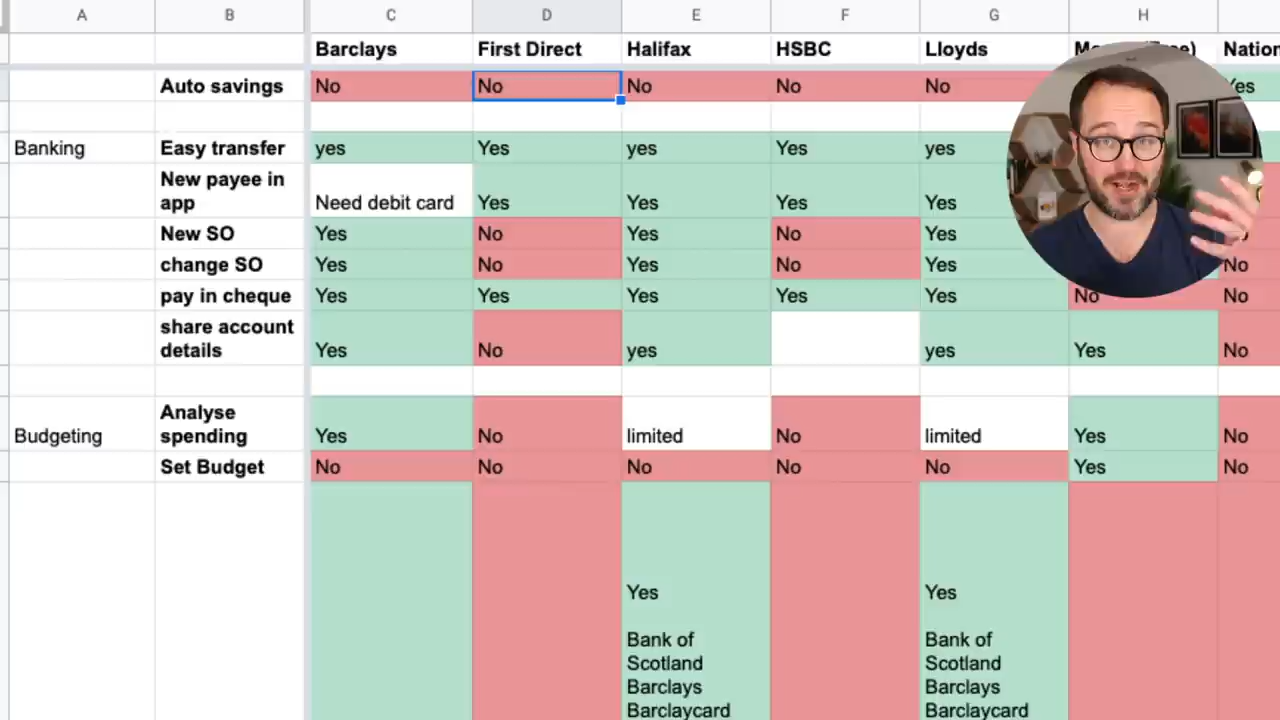 A B C D E F G H
Barclays First Direct Halifax HSBC Lloyds
Auto savings No No No No No
Banking Easy transfer yes Yes yes Yes yes
New payee in
app Need debit card Yes Yes Yes Yes
New SO Yes No Yes No Yes
change SO Yes No Yes No Yes No
pay in cheque Yes Yes Yes Yes Yes No No
share account
details Yes No yes yes Yes No
Analyse
Budgeting spending Yes No limited No limited Yes No
Set Budget No No No No No Yes No
Yes Yes
Bank of Bank of
Scotland Scotland
Barclays Barclays
Barclaycard Barclaycard